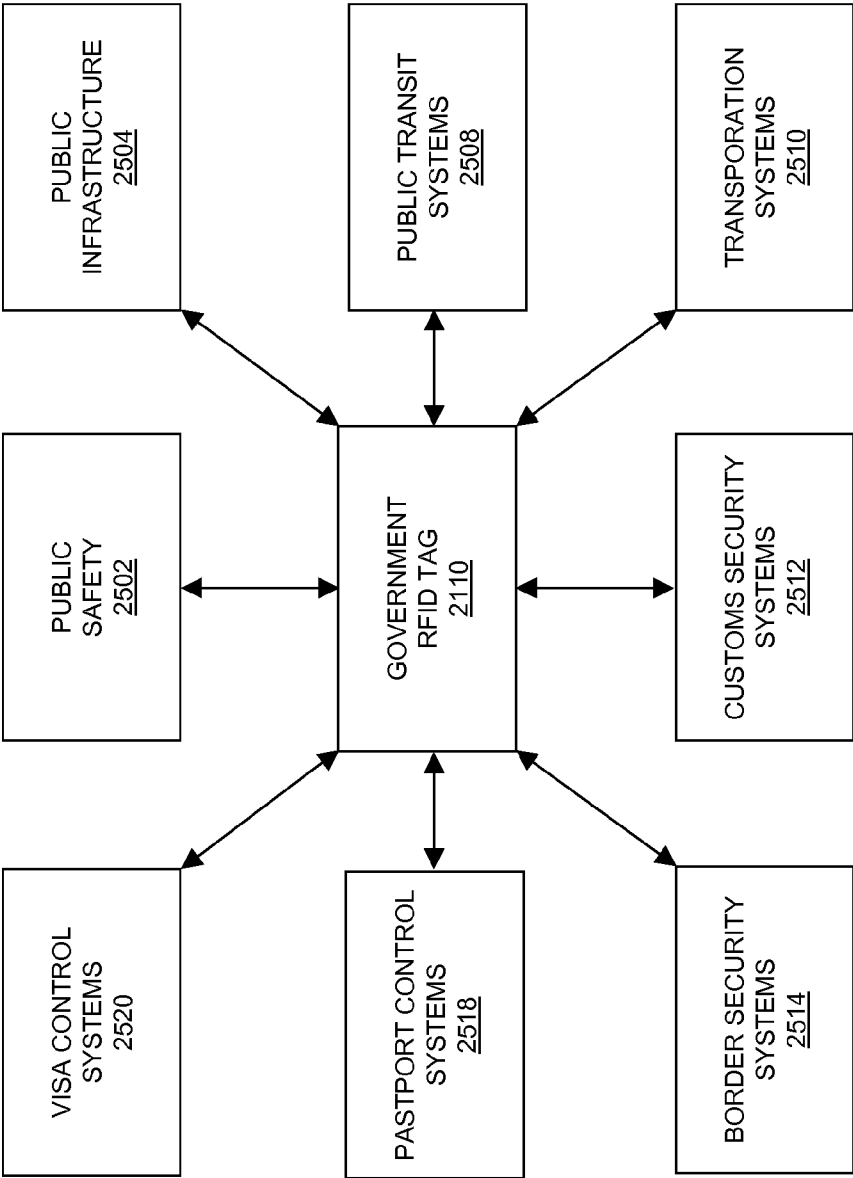 VISA CONTROL
SYSTEMS
2520
PUBLIC
SAFETY
2502
PUBLIC
INFRASTRUCTURE
2504
PASTPORT CONTROL
SYSTEMS
2518
GOVERNMENT
RFID TAG
2110
PUBLIC TRANSIT
SYSTEMS
2508
BORDER SECURITY
SYSTEMS
2514
CUSTOMS SECURITY
SYSTEMS
2512
TRANSPORATION
SYSTEMS
2510